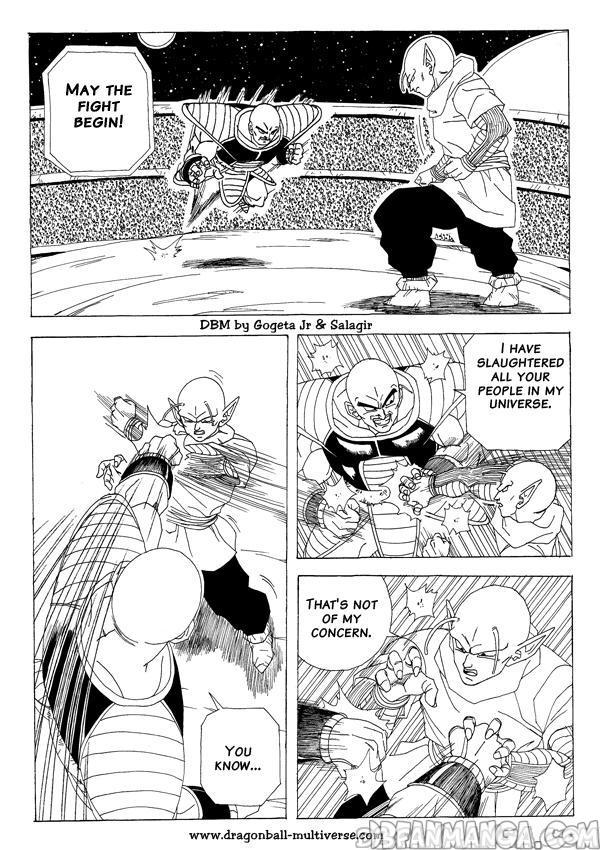 MAY THE
FIGHT
BEGIN!
DBM by Gogeta Jr & Salagir
YOU
KNOW...
I HAVE
SLAUGHTERED
ALL YOUR
PEOPLE IN MY
UNIVERSE.
THAT'S NOT
OF MY
CONCERN.
www.dragonball-multiverse.com
DBFANMANGA.COM